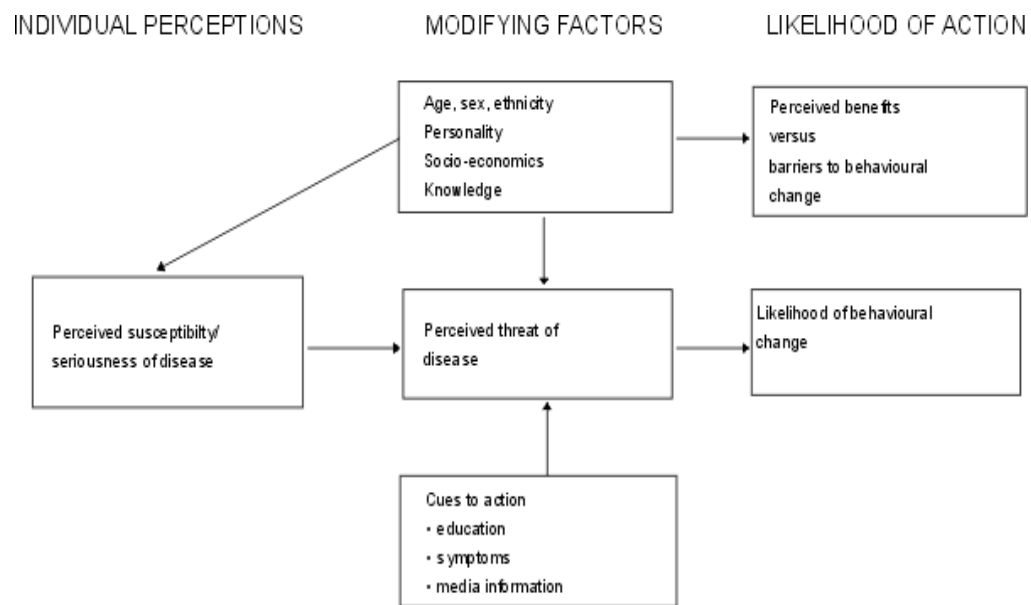 INDIVIDUAL PERCEPTIONS
MODIFYING FACTORS
LIKELIHOOD OF ACTION
Age, sex, ethnicity
Personality
Socio-economics
Knowledge
Perceived benefits
versus
barriers to behavioural
change
Perceived susceptibilty/
seriousness of disease
Perceived threat of
disease
Likelihood of behavioural
change
Cues to action
• education
• symptoms
• media information